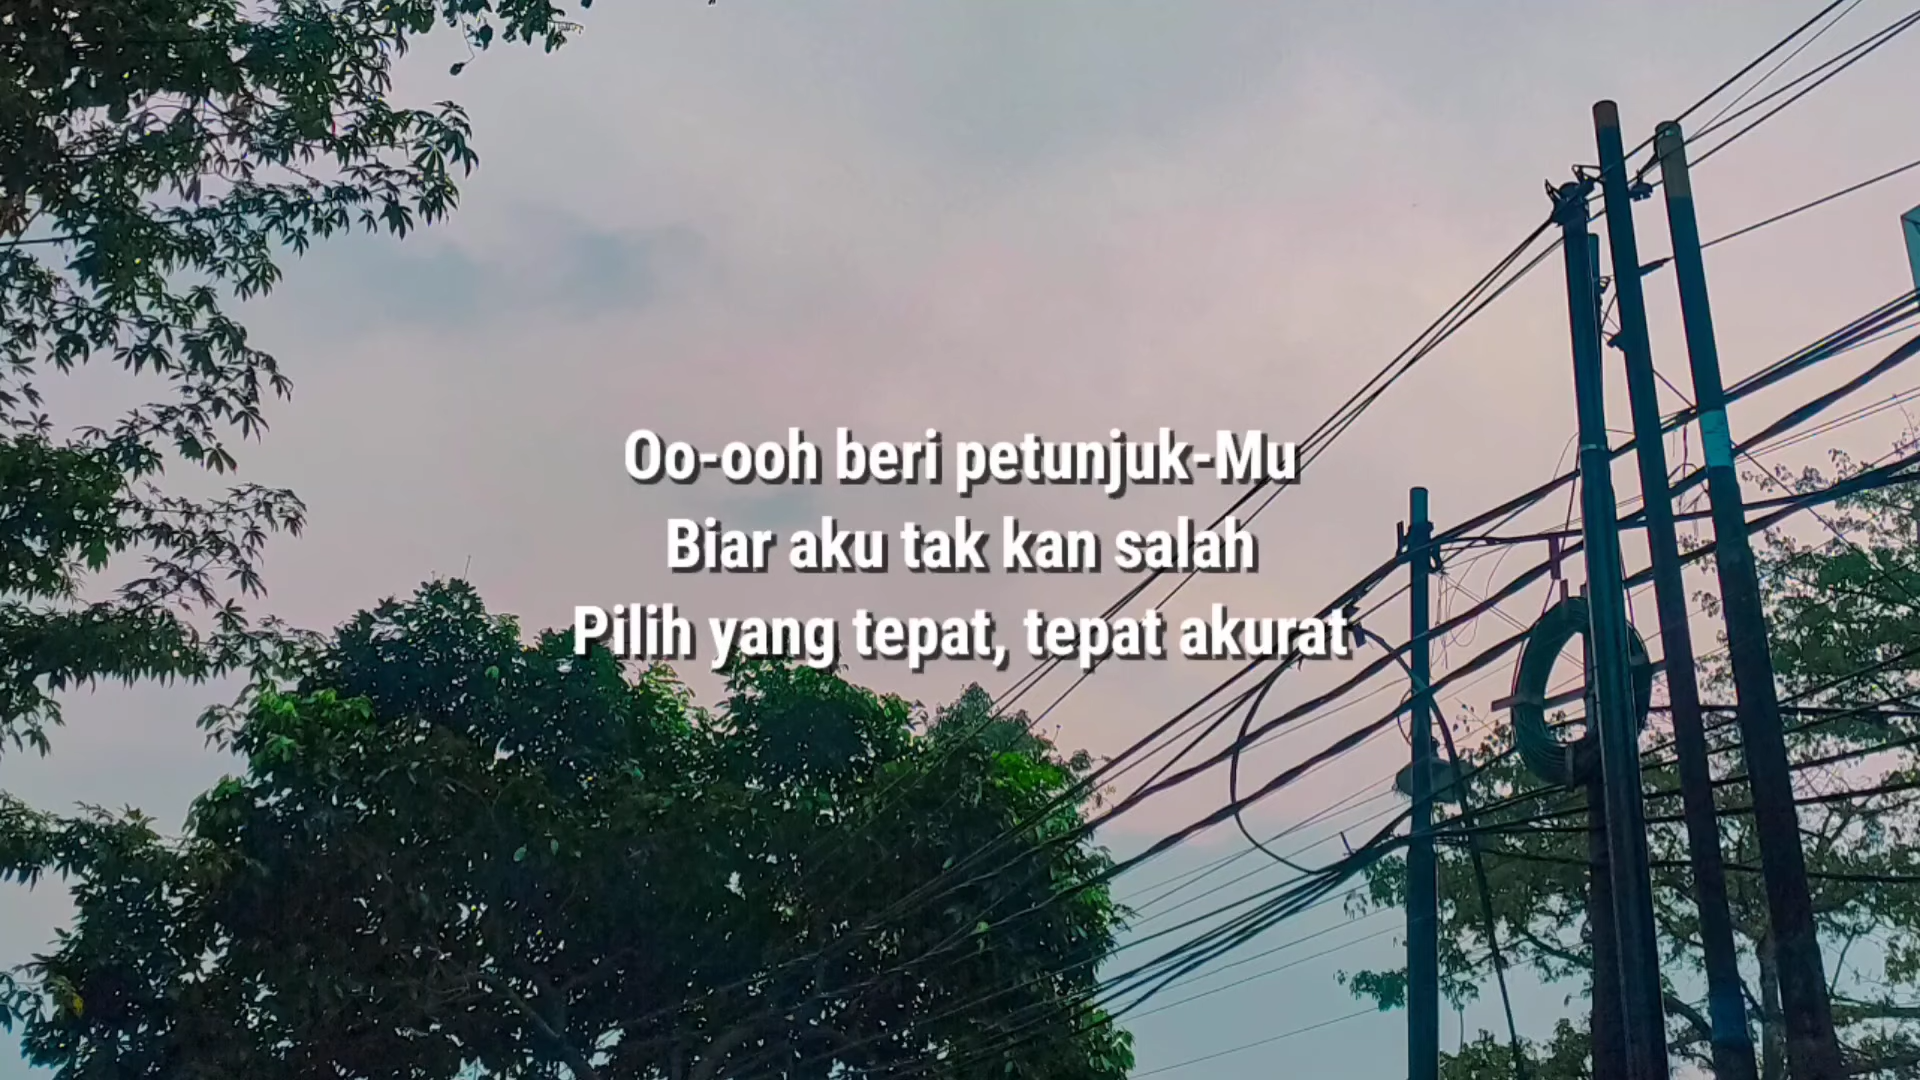 Oo-ooh beri petunjuk-Mu
Biar aku tak kan salah
Pilih yang tepat, tepat akurat